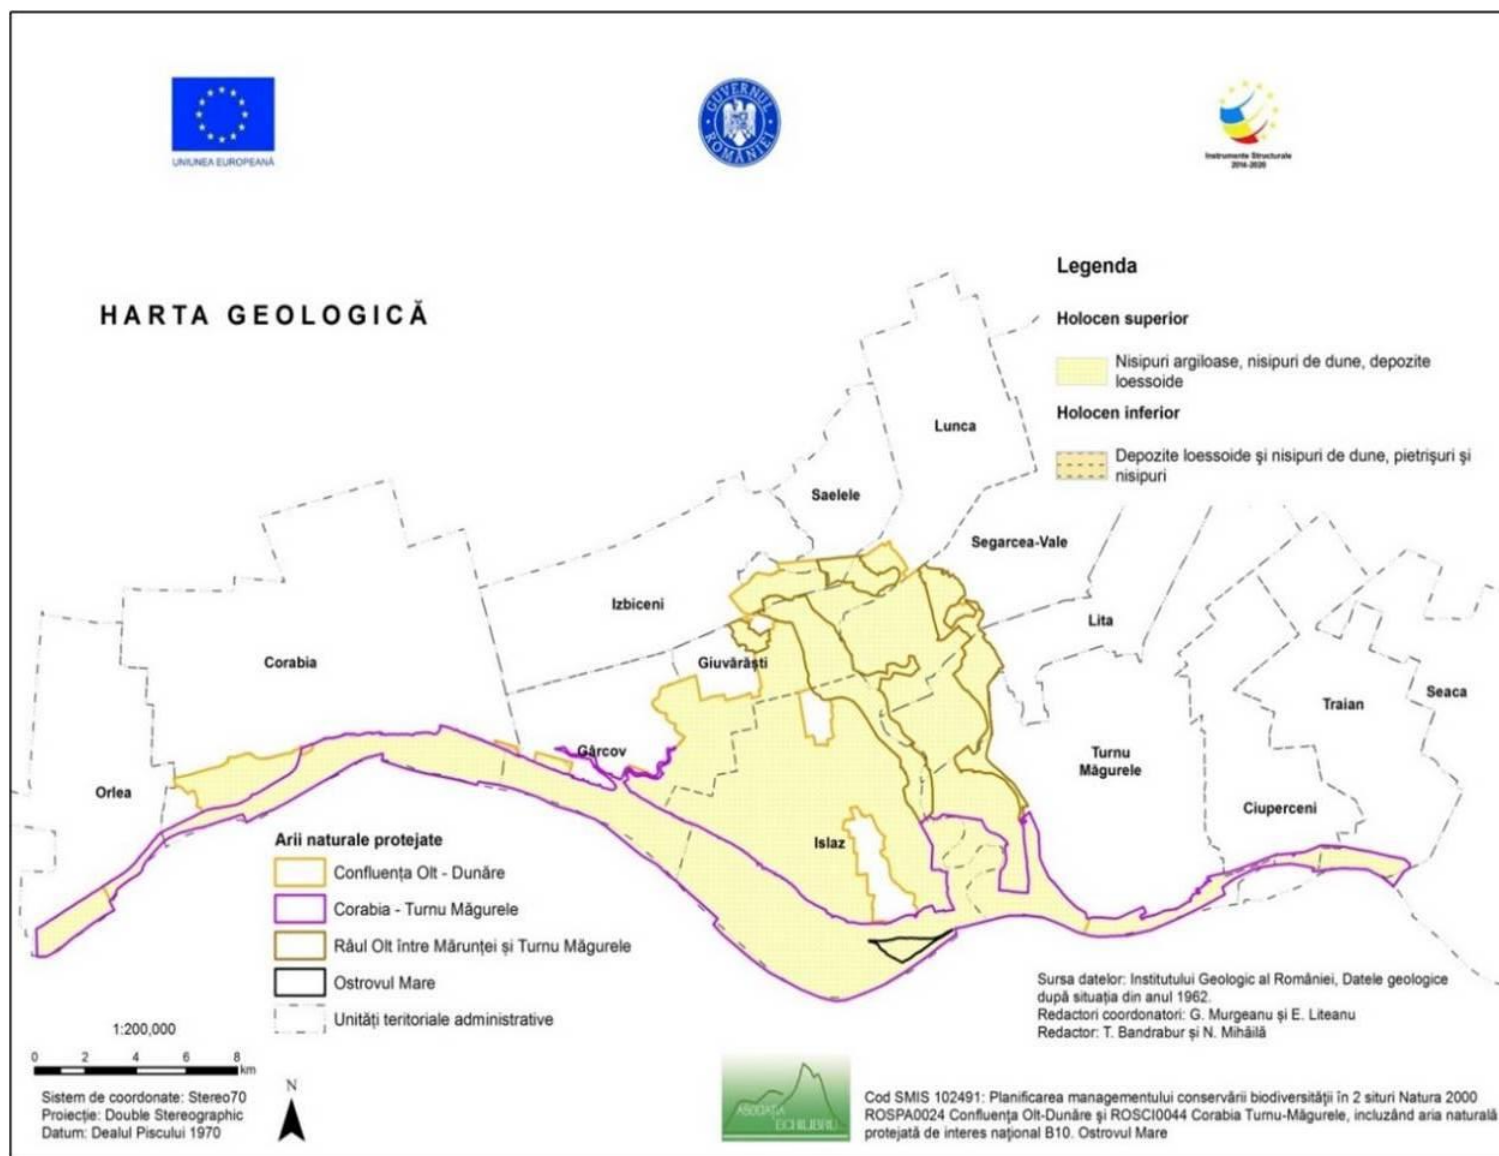 UNIUNEA EUROPEANĂ
GUVERNUL ROMÂNIEI
Instrumente Structurale
2014-2020
HARTA GEOLOGICĂ
Legenda
Holocen superior
Nisipuri argiloase, nisipuri de dune, depozite
loessoide
Holocen inferior
Depozite loessoide și nisipuri de dune, pietrișuri și
nisipuri
Lunca
Saelele
Segarcea-Vale
Izbiceni
Lita
Corabia
Giuvărăști
Traian
Seaca
Gârcov
Turnu
Măgurele
Orlea
Ciuperceni
Islaz
Arii naturale protejate
Confluența Olt - Dunăre
Corabia - Turnu Măgurele
Râul Olt între Mărunței și Turnu Măgurele
Ostrovul Mare
Unități teritoriale administrative
Sursa datelor: Institutului Geologic al României, Datele geologice
după situația din anul 1962.
Redactori coordonatori: G. Murgeanu și E. Liteanu
Redactor: T. Bandrabur și N. Mihăilă
1:200,000
0 2 4 6 8
km
N
Sistem de coordonate: Stereo70
Proiecție: Double Stereographic
Datum: Dealul Piscului 1970
ASOCIAȚIA
ECHILIBRU
Cod SMIS 102491: Planificarea managementului conservării biodiversităţii în 2 situri Natura 2000
ROSPA0024 Confluenţa Olt-Dunăre şi ROSCI0044 Corabia Turnu-Măgurele, incluzând aria naturală
protejată de interes naţional B10. Ostrovul Mare